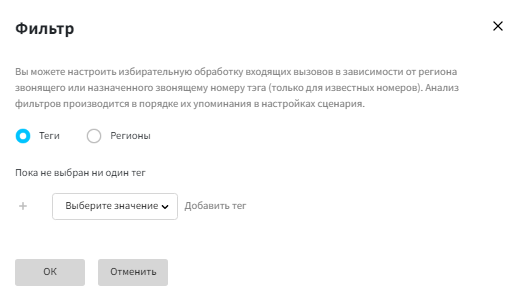 Фильтр
Вы можете настроить избирательную обработку входящих вызовов в зависимости от региона
звонящего или назначенного звонящему номеру тэга (только для известных номеров). Анализ
фильтров производится в порядке их упоминания в настройках сценария.
Теги Регионы
Пока не выбран ни один тег
+ Выберите значение Добавить тег
ОК Отменить